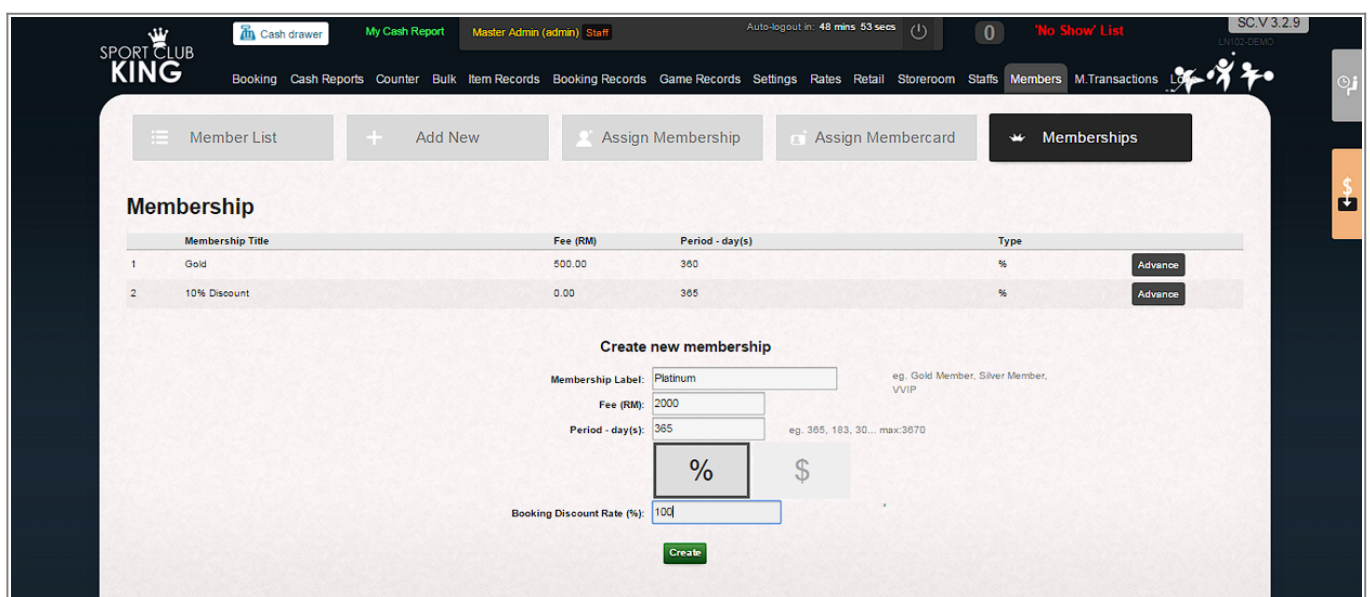 SPORT CLUB
KING
Cash drawer
My Cash Report
Master Admin (admin) Staff
Auto-logout in: 48 mins 53 secs
0
'No Show' List
SC.V 3.2.9
LN102-DEMO
Booking Cash Reports Counter Bulk Item Records Booking Records Game Records Settings Rates Retail Storeroom Staffs Members M.Transactions
Member List
+ Add New
Assign Membership
Assign Membercard
Memberships
$
Membership
Membership Title Fee (RM) Period - day(s) Type
1 Gold 500.00 360 % Advance
2 10% Discount 0.00 365 % Advance
Create new membership
Membership Label: Platinum eg. Gold Member, Silver Member,
VVIP
Fee (RM): 2000
Period - day(s): 365 eg. 365, 183, 30... max:3670
% $
Booking Discount Rate (%): 100 *
Create